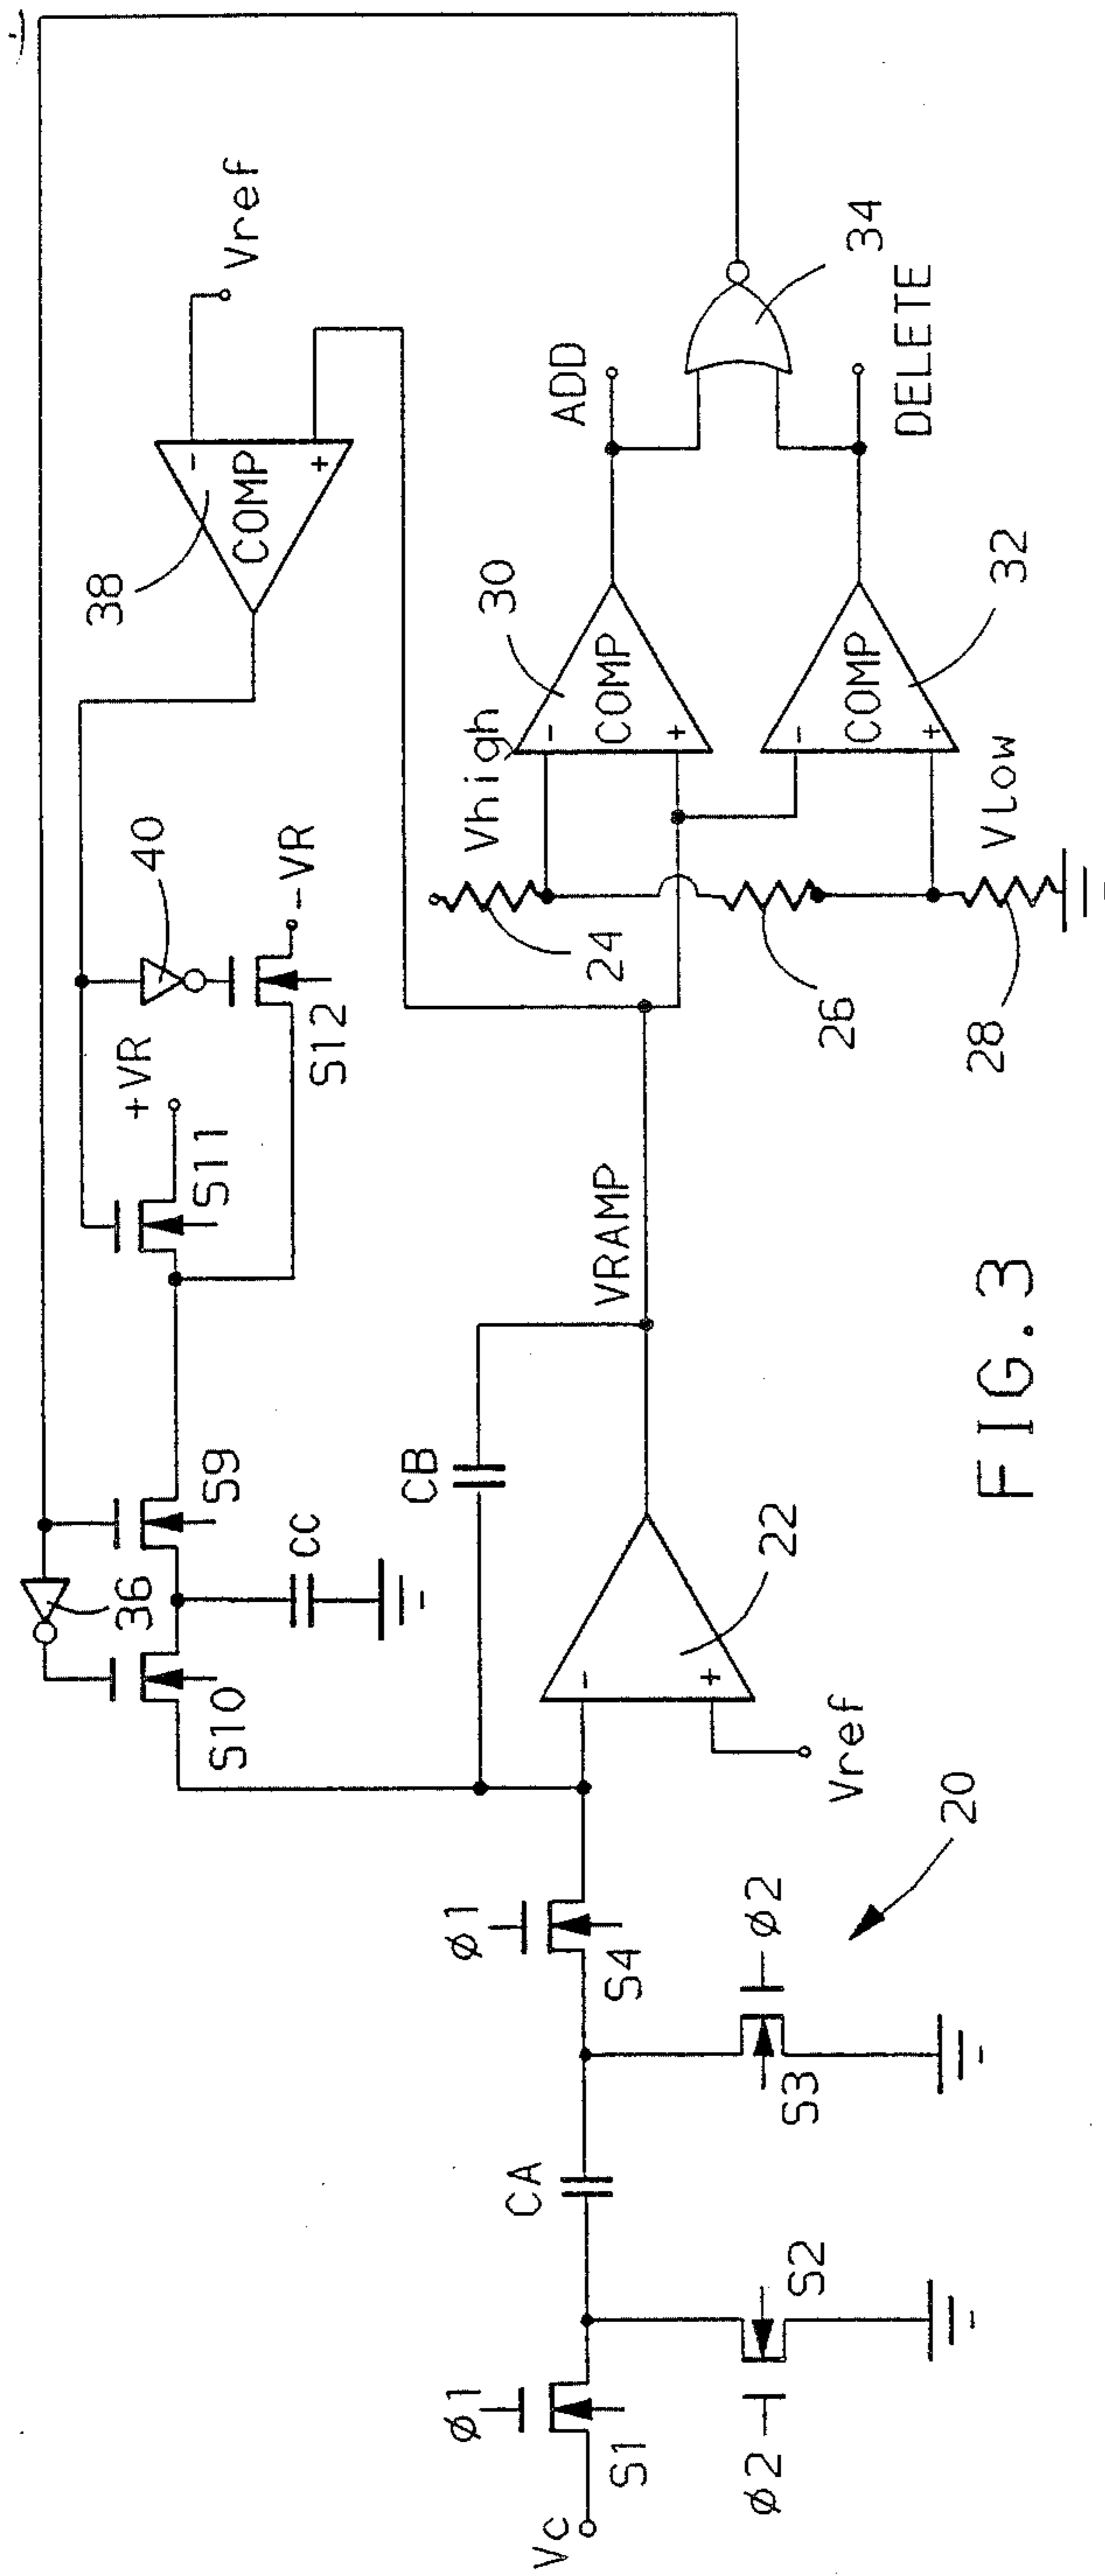 38
Vref
-
COMP
+
40
+VR
-VR
S11
S12
36
S9
S10
CC
CB
VRAMP
Vhigh
24
26
28
Vlow
30
-
COMP
+
32
-
COMP
+
ADD
DELETE
34
22
-
+
Vref
20
Vc
ø1
S1
ø2
S2
CA
ø1
S4
S3
ø2
FIG.3